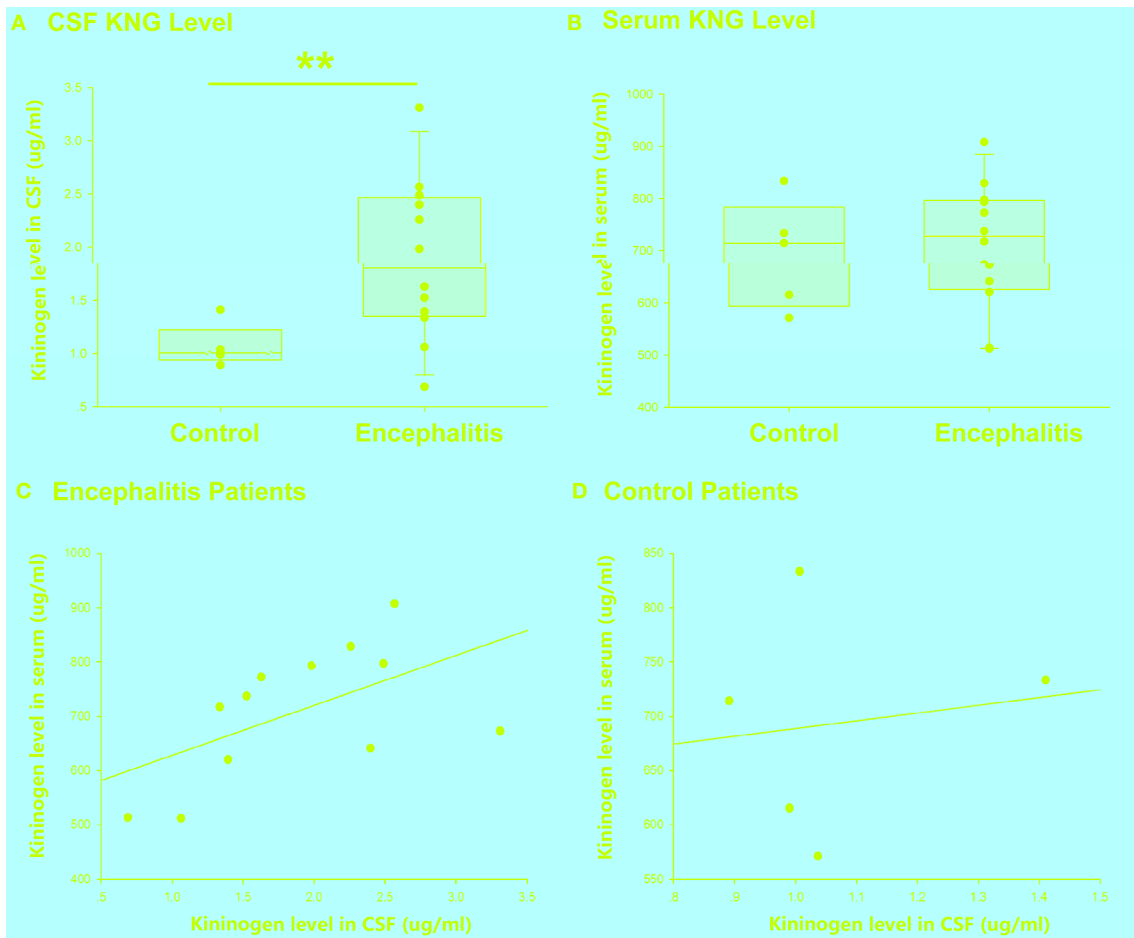 A CSF KNG Level
**
Kininogen level in CSF (ug/ml)
3.5
3.0
2.5
2.0
1.5
1.0
.5
Control Encephalitis
B Serum KNG Level
Kininogen level in serum (ug/ml)
1000
900
800
700
600
500
400
Control Encephalitis
C Encephalitis Patients
Kininogen level in serum (ug/ml)
1000
900
800
700
600
500
400
.5 1.0 1.5 2.0 2.5 3.0 3.5
Kininogen level in CSF (ug/ml)
D Control Patients
Kininogen level in serum (ug/ml)
850
800
750
700
650
600
550
.8 .9 1.0 1.1 1.2 1.3 1.4 1.5
Kininogen level in CSF (ug/ml)